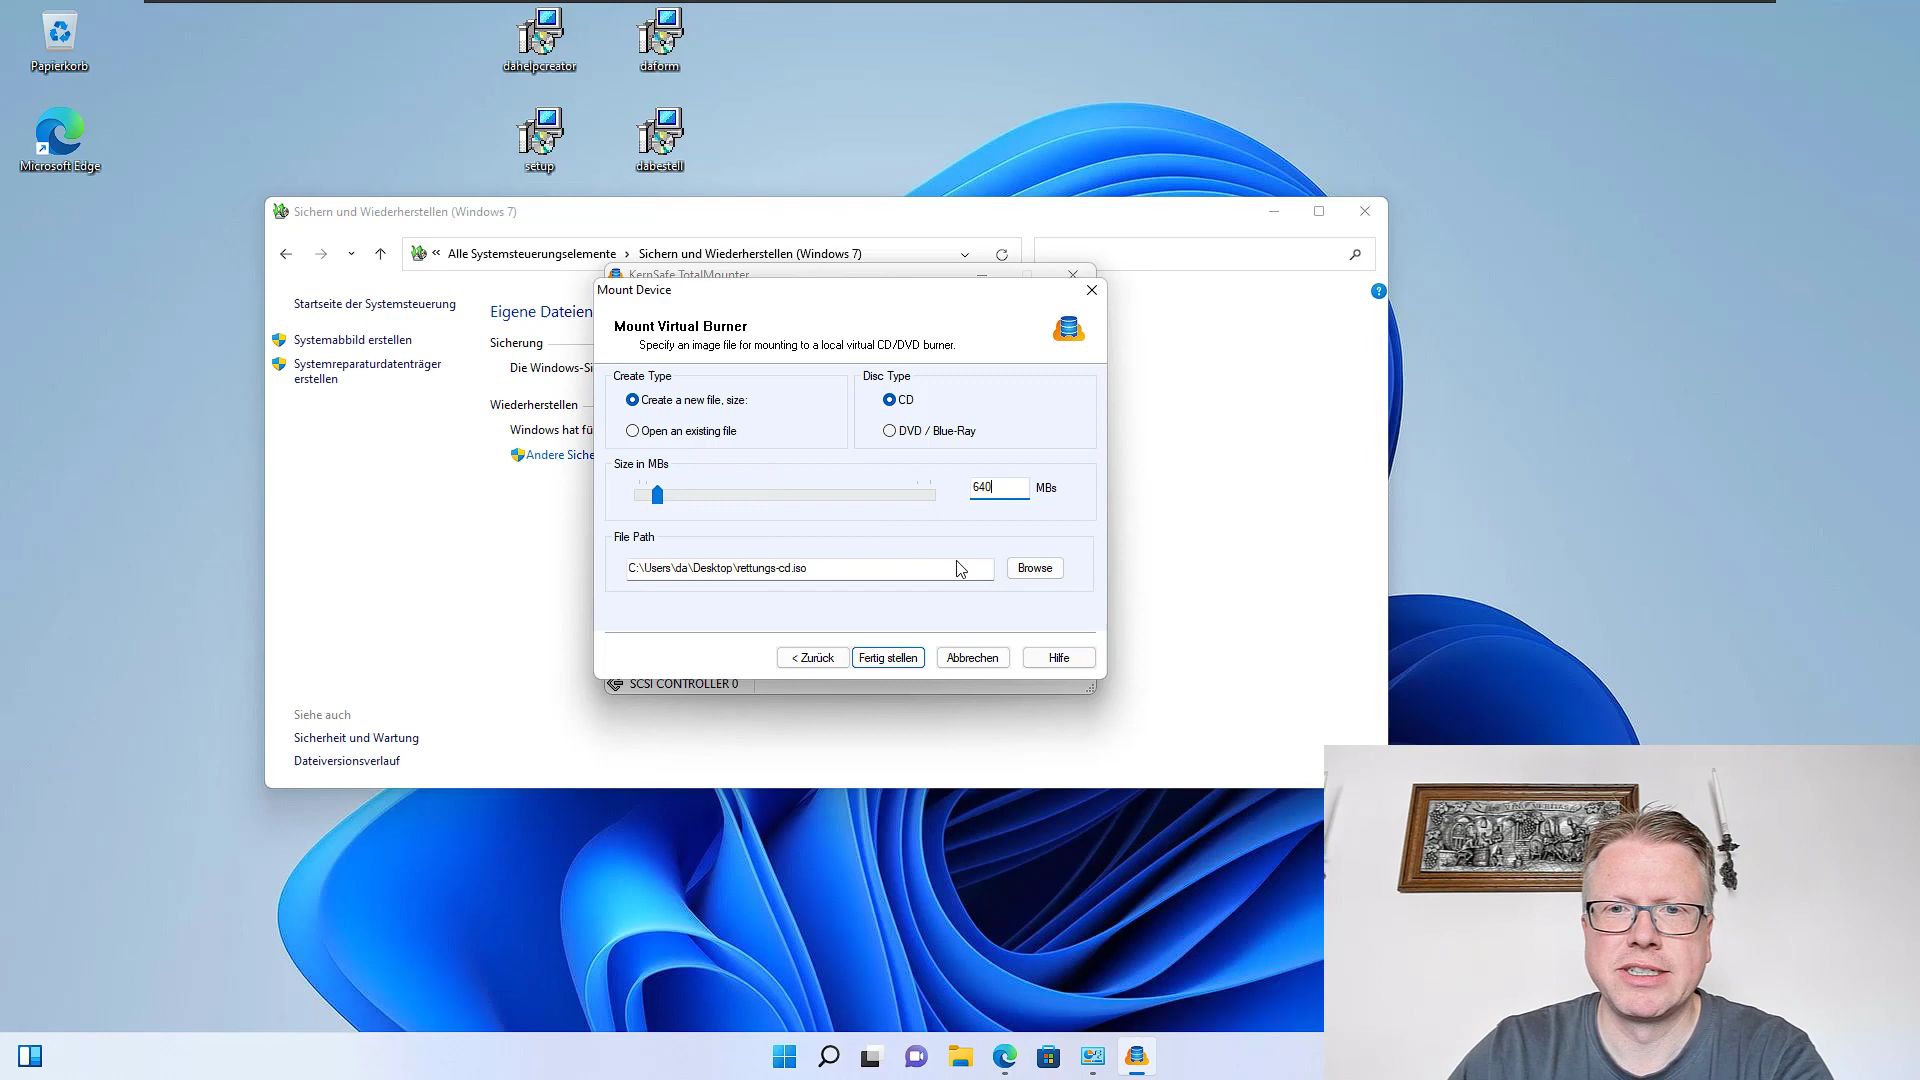 Papierkorb
dahelpcreator
daform
Microsoft Edge
setup
dabestell
Sichern und Wiederherstellen (Windows 7)
« Alle Systemsteuerungselemente › Sichern und Wiederherstellen (Windows 7)
KernSafe TotalMounter
Startseite der Systemsteuerung
Systemabbild erstellen
Systemreparaturdatenträger
erstellen
Eigene Dateien
Sicherung
Die Windows-Si
Wiederherstellen
Windows hat fü
Andere Siche
Mount Device
Mount Virtual Burner
Specify an image file for mounting to a local virtual CD/DVD burner.
Create Type
Disc Type
Create a new file, size:
CD
Open an existing file
DVD / Blue-Ray
Size in MBs
640
MBs
File Path
C:\Users\da\Desktop\rettungs-cd.iso
Browse
< Zurück
Fertig stellen
Abbrechen
Hilfe
SCSI CONTROLLER 0
Siehe auch
Sicherheit und Wartung
Dateiversionsverlauf
VINO VERITAS